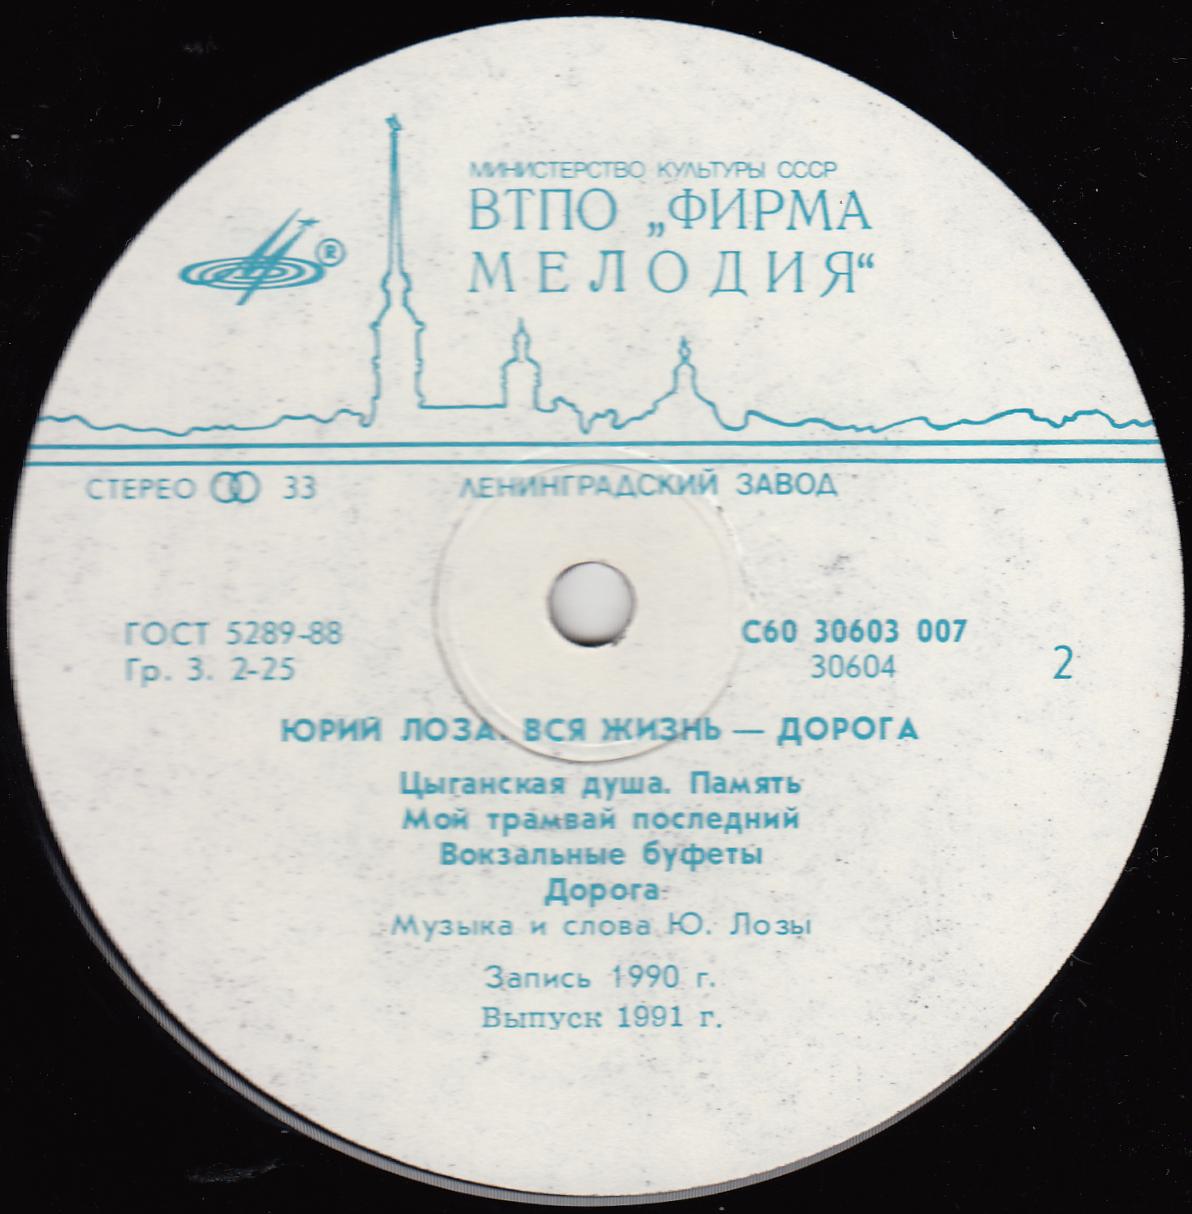 МИНИСТЕРСТВО КУЛЬТУРЫ СССР
ВТПО „ФИРМА
МЕЛОДИЯ“
®
СТЕРЕО 33
ЛЕНИНГРАДСКИЙ ЗАВОД
ГОСТ 5289-88
Гр. 3. 2-25
С60 30603 007
30604
2
ЮРИЙ ЛОЗА. ВСЯ ЖИЗНЬ — ДОРОГА
Цыганская душа. Память
Мой трамвай последний
Вокзальные буфеты
Дорога
Музыка и слова Ю. Лозы
Запись 1990 г.
Выпуск 1991 г.